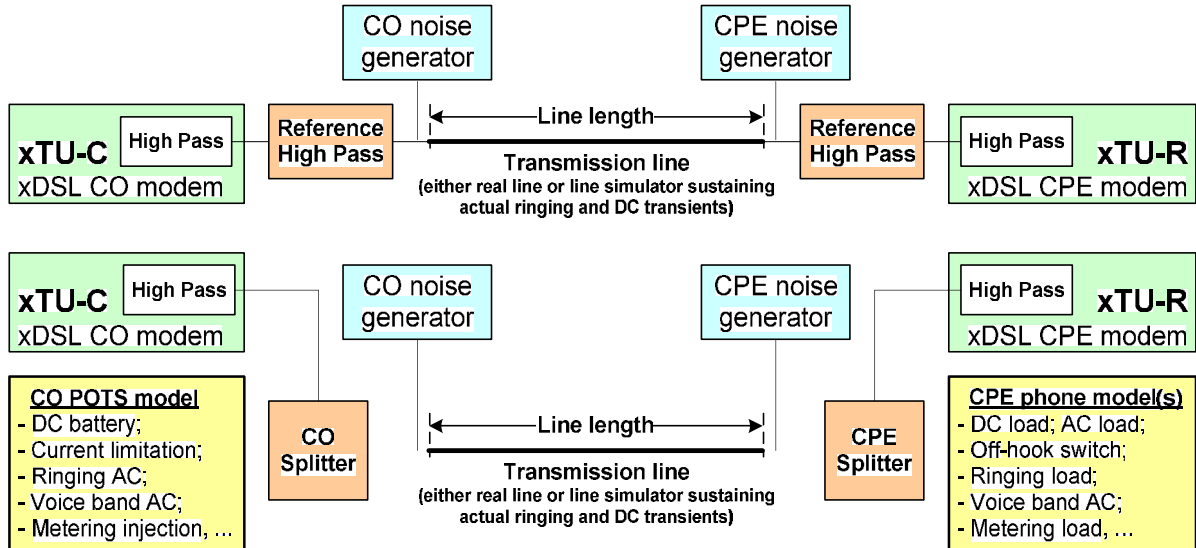 CO noise
generator
CPE noise
generator
xTU-C
High Pass
xDSL CO modem
Reference
High Pass
Line length
Transmission line
(either real line or line simulator sustaining
actual ringing and DC transients)
Reference
High Pass
High Pass
xTU-R
xDSL CPE modem
xTU-C
High Pass
xDSL CO modem
CO noise
generator
CPE noise
generator
High Pass
xTU-R
xDSL CPE modem
CO POTS model
- DC battery;
- Current limitation;
- Ringing AC;
- Voice band AC;
- Metering injection, ...
CO
Splitter
Line length
Transmission line
(either real line or line simulator sustaining
actual ringing and DC transients)
CPE
Splitter
CPE phone model(s)
- DC load; AC load;
- Off-hook switch;
- Ringing load;
- Voice band AC;
- Metering load, ...